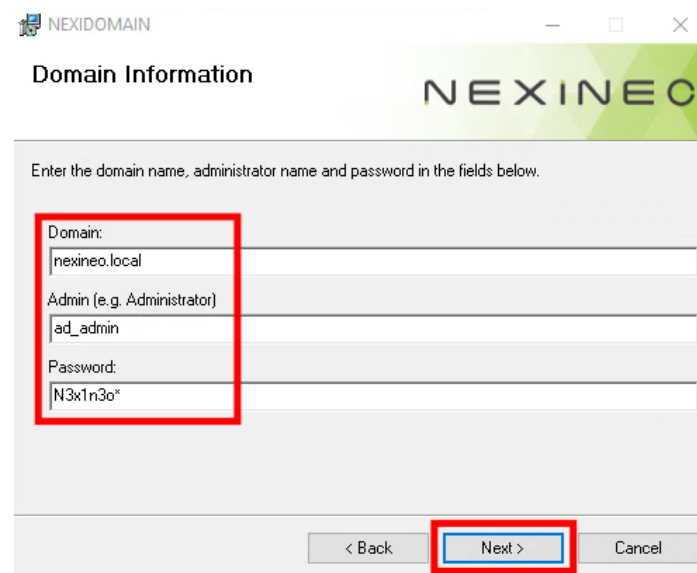 NEXIDOMAIN
Domain Information
NEXINEO
Enter the domain name, administrator name and password in the fields below.
Domain:
nexineo.local
Admin (e.g. Administrator)
ad_admin
Password:
N3x1n3o*
< Back
Next >
Cancel